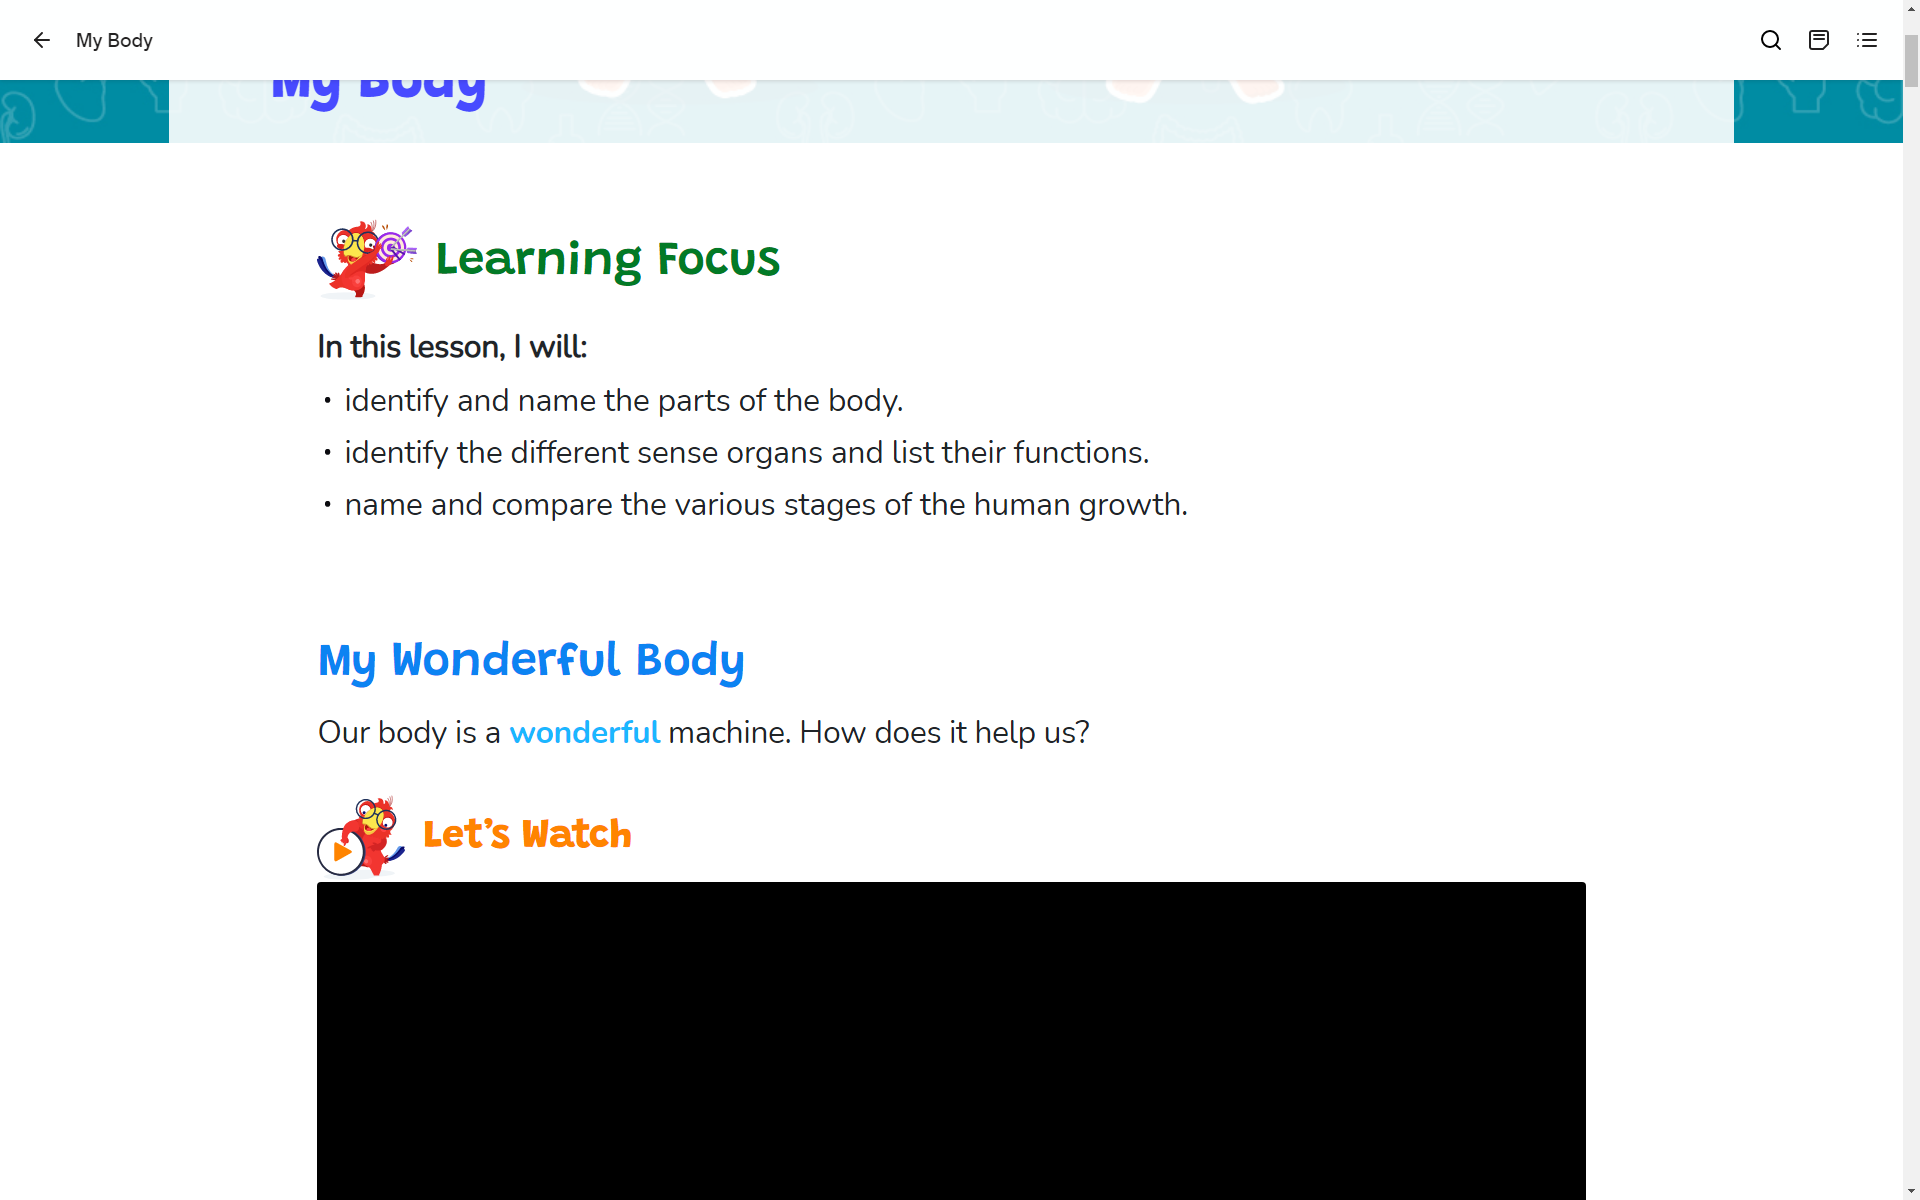 My Body
My Body
Learning Focus
In this lesson, I will:
• identify and name the parts of the body.
• identify the different sense organs and list their functions.
• name and compare the various stages of the human growth.
My Wonderful Body
Our body is a wonderful machine. How does it help us?
Let's Watch